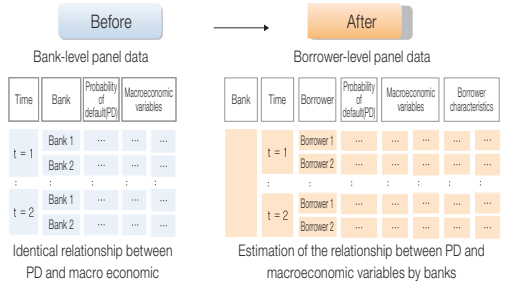 Before
After
Bank-level panel data
Borrower-level panel data
Time Bank Probability of default(PD) Macroeconomic variables
Bank Time Borrower Probability of default(PD) Macroeconomic variables Borrower characteristics
t = 1 Bank 1 ... ... ...
Bank 2 ... ... ...
: : : : :
t = 2 Bank 1 ... ... ...
Bank 2 ... ... ...
t = 1 Borrower 1 ... ... ... ... ...
Borrower 2 ... ... ... ... ...
: : : : : : :
t = 2 Borrower 1 ... ... ... ... ...
Borrower 2 ... ... ... ... ...
Identical relationship between
PD and macro economic
Estimation of the relationship between PD and
macroeconomic variables by banks